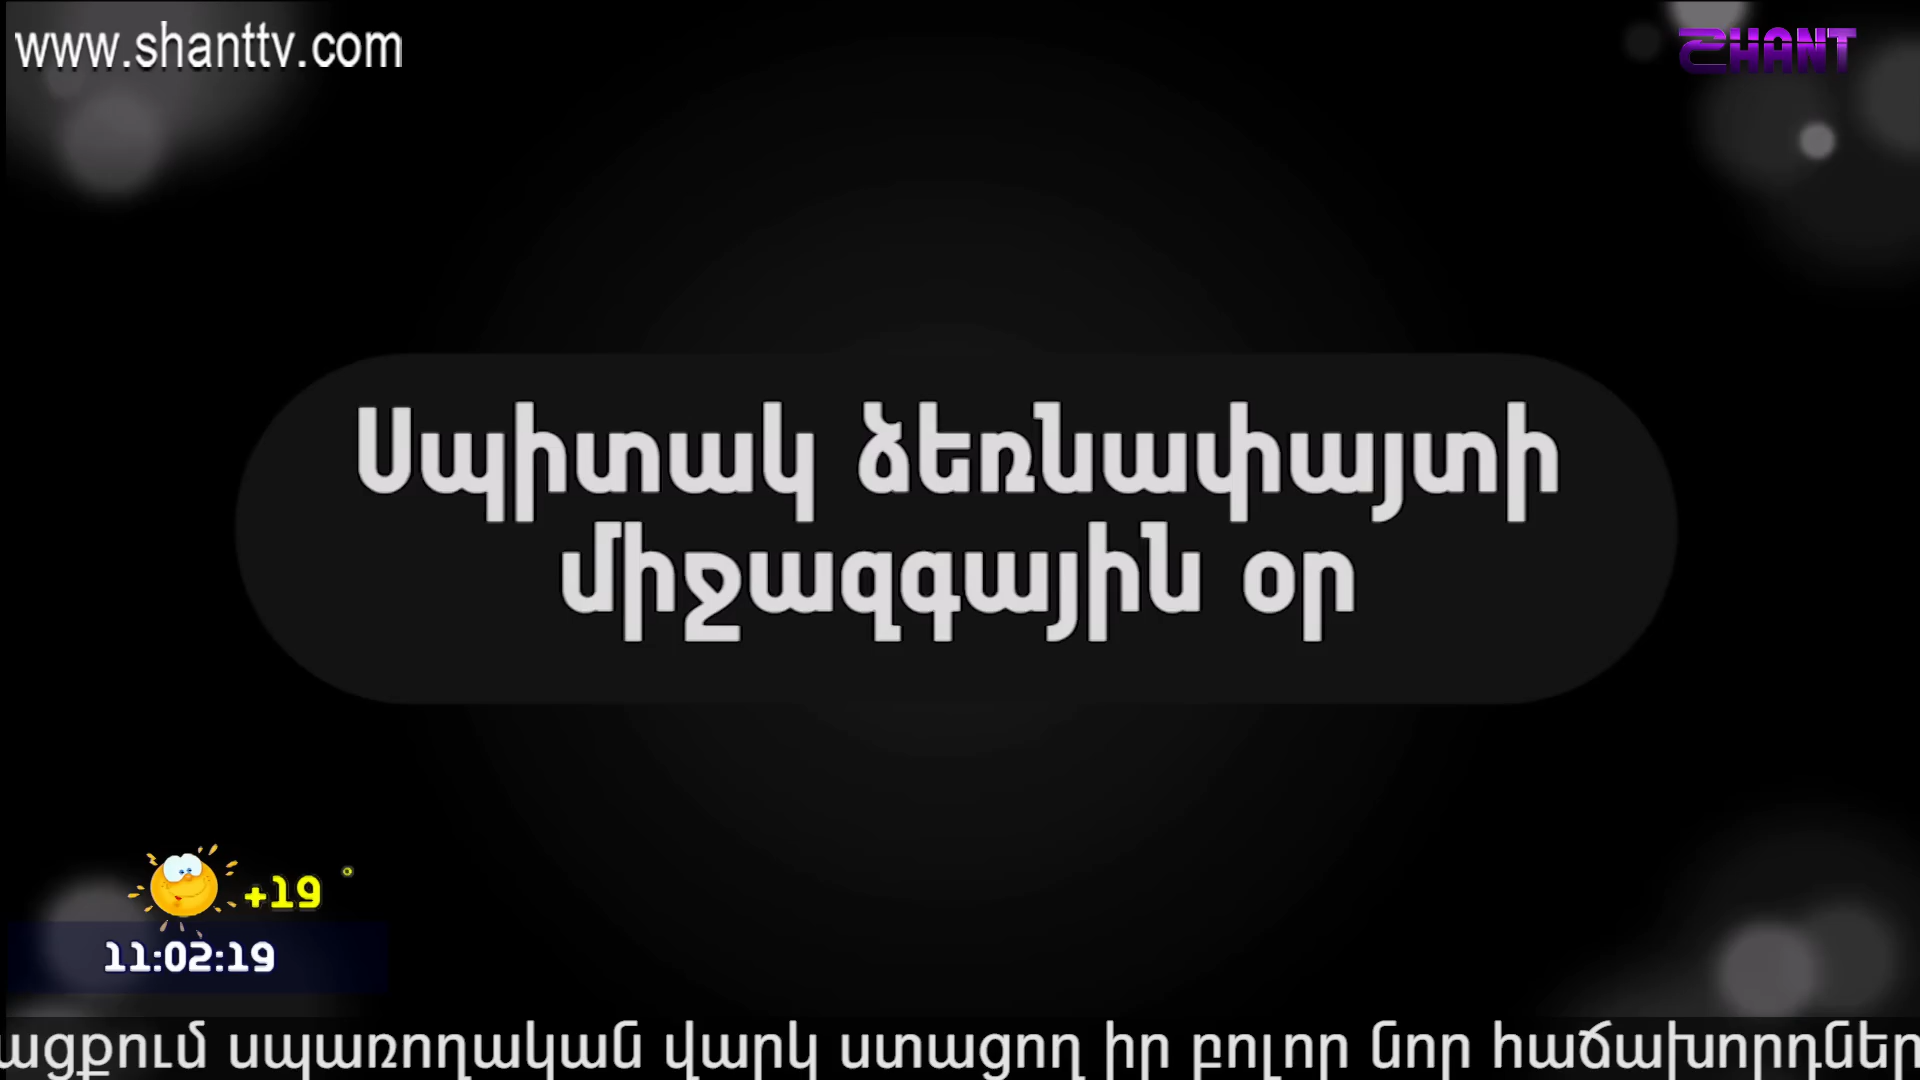 www.shanttv.com
SHANT
Սպիտակ ձեռնափայտի
միջազգային օր
+19°
11:02:19
ացքում սպառողական վարկ ստացող իր բոլոր նոր հաճախորդներ